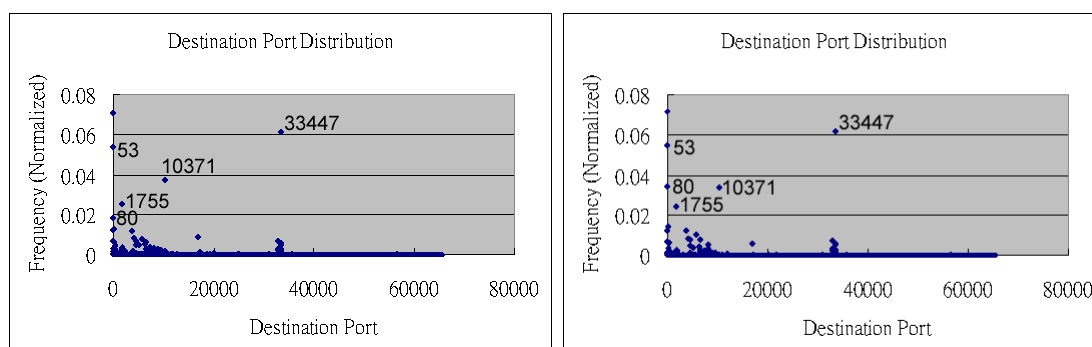 Destination Port Distribution
Frequency (Normalized)
0.08
0.06
0.04
0.02
0
33447
53
10371
1755
80
0 20000 40000 60000 80000
Destination Port
Destination Port Distribution
Frequency (Normalized)
0.08
0.06
0.04
0.02
0
33447
53
80
10371
1755
0 20000 40000 60000 80000
Destination Port